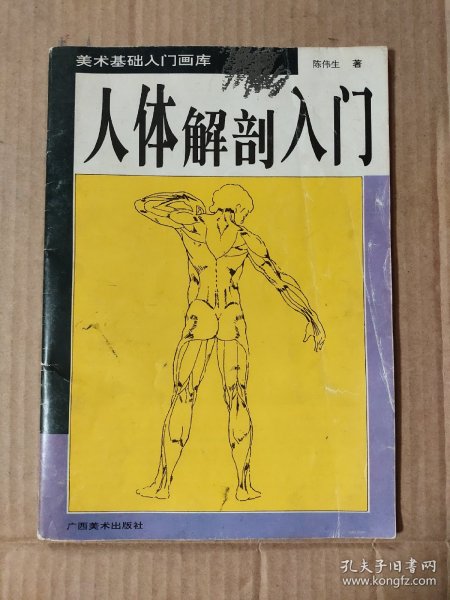 美术基础入门画库
陈伟生 著
人体解剖入门
广西美术出版社
孔夫子旧书网
www.kongfz.com